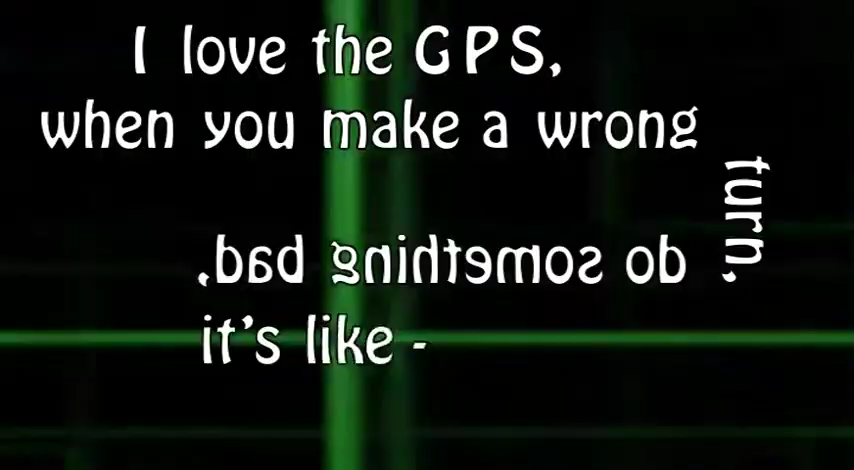 I love the GPS,
when you make a wrong
turn,
do something bad,
it's like -